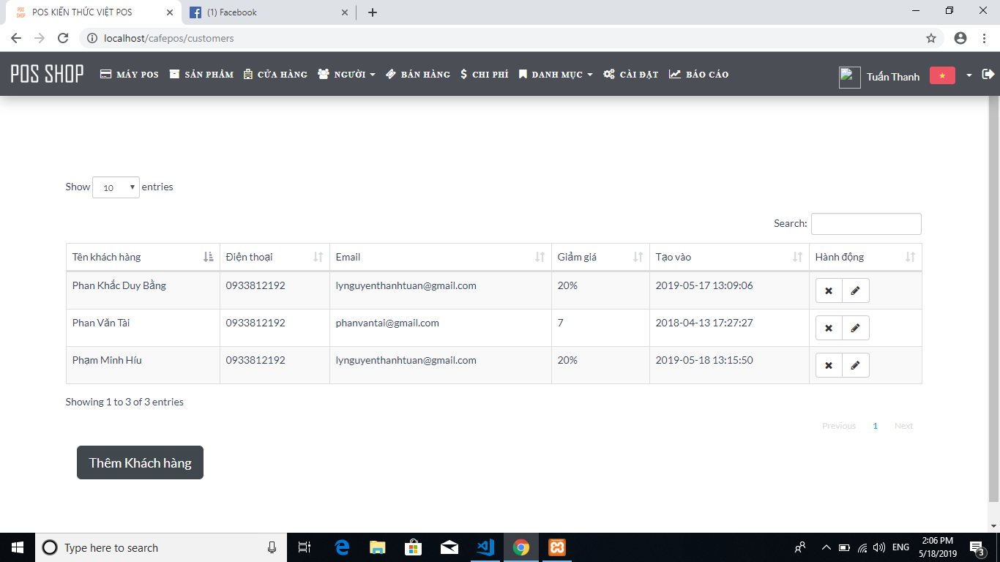 POS KIẾN THỨC VIỆT POS
(1) Facebook
localhost/cafepos/customers
POS SHOP
MÁY POS
SẢN PHẨM
CỬA HÀNG
NGƯỜI
BÁN HÀNG
CHI PHÍ
DANH MỤC
CÀI ĐẶT
BÁO CÁO
Tuấn Thanh
Show 10 entries
Search:
Tên khách hàng Điện thoại Email Giảm giá Tạo vào Hành động
Phan Khắc Duy Bằng 0933812192 lynguyenthanhtuan@gmail.com 20% 2019-05-17 13:09:06
Phan Văn Tài 0933812192 phanvantai@gmail.com 7 2018-04-13 17:27:27
Phạm Minh Híu 0933812192 lynguyenthanhtuan@gmail.com 20% 2019-05-18 13:15:50
Showing 1 to 3 of 3 entries
Previous 1 Next
Thêm Khách hàng
Type here to search
ENG
2:06 PM
5/18/2019
3